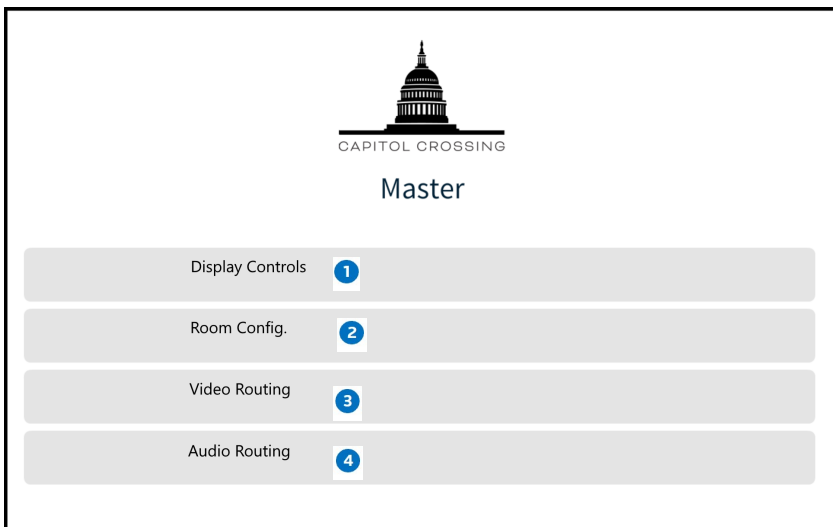 CAPITOL CROSSING
Master
Display Controls 1
Room Config. 2
Video Routing 3
Audio Routing 4